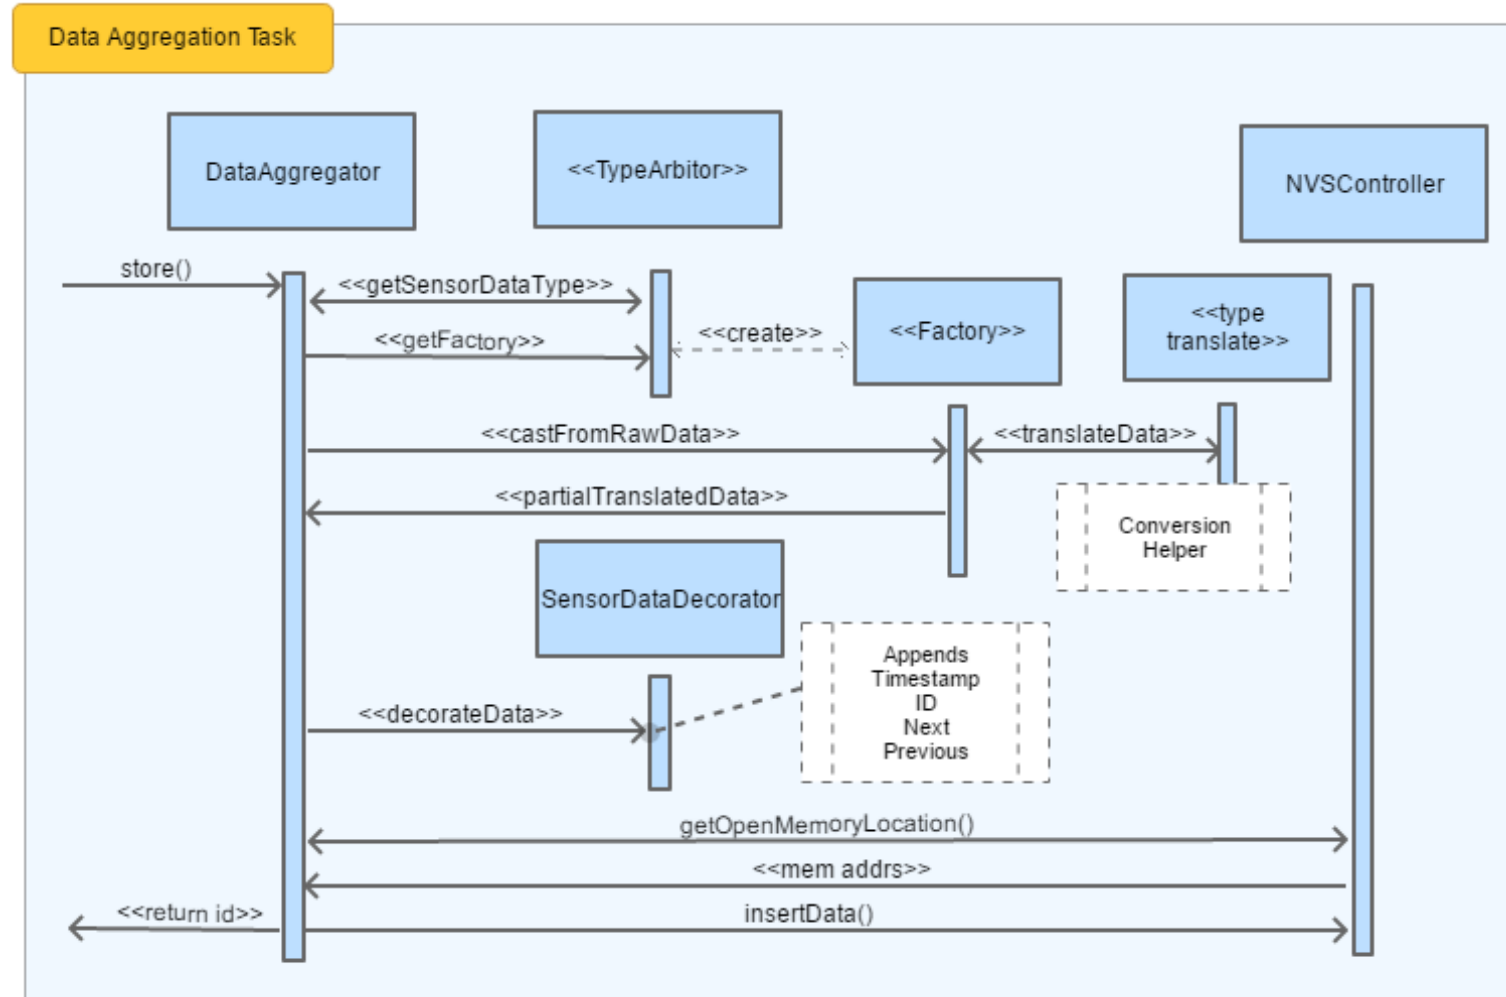 Data Aggregation Task
DataAggregator
<<TypeArbitor>>
NVSController
store()
<<getSensorDataType>>
<<getFactory>>
<<create>>
<<Factory>>
<<type
translate>>
<<castFromRawData>>
<<translateData>>
<<partialTranslatedData>>
Conversion
Helper
SensorDataDecorator
Appends
Timestamp
ID
Next
Previous
<<decorateData>>
getOpenMemoryLocation()
<<mem addrs>>
<<return id>>
insertData()